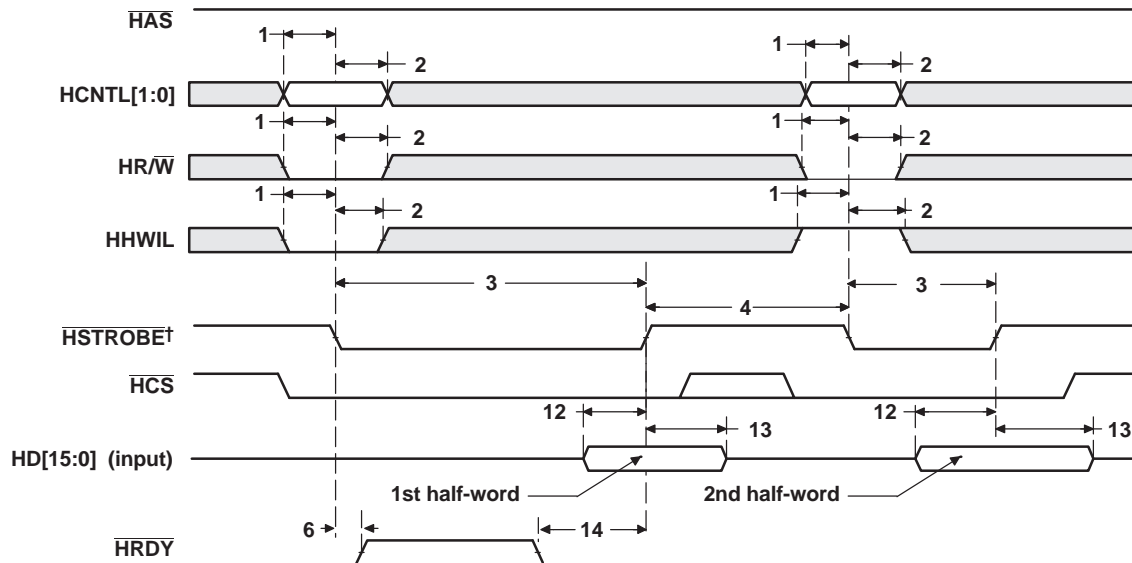 HAS
1 1
2 2
HCNTL[1:0]
1 1
2 2
HR/W
1 1
2 2
HHWIL
3 4 3
HSTROBE†
HCS
12 12
13 13
HD[15:0] (input)
1st half-word 2nd half-word
6 14
HRDY